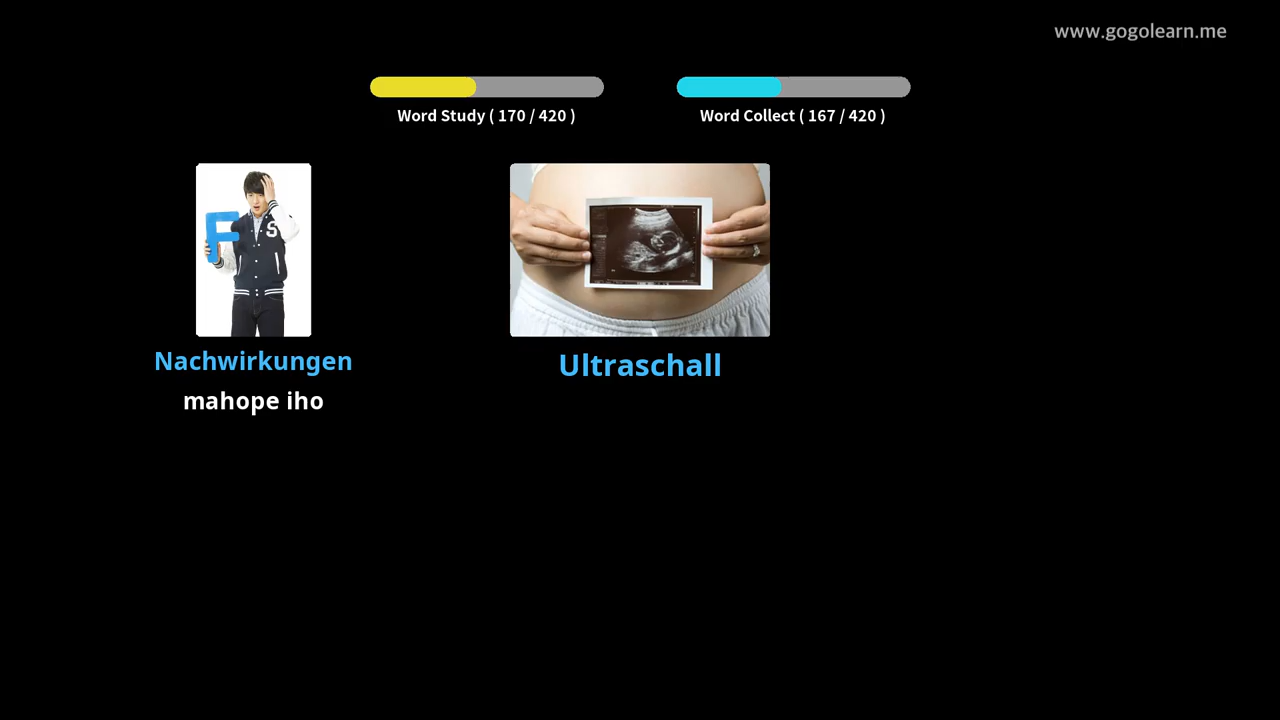 www.gogolearn.me
Word Study ( 170 / 420 )
Word Collect ( 167 / 420 )
F
S
Nachwirkungen
mahope iho
Ultraschall